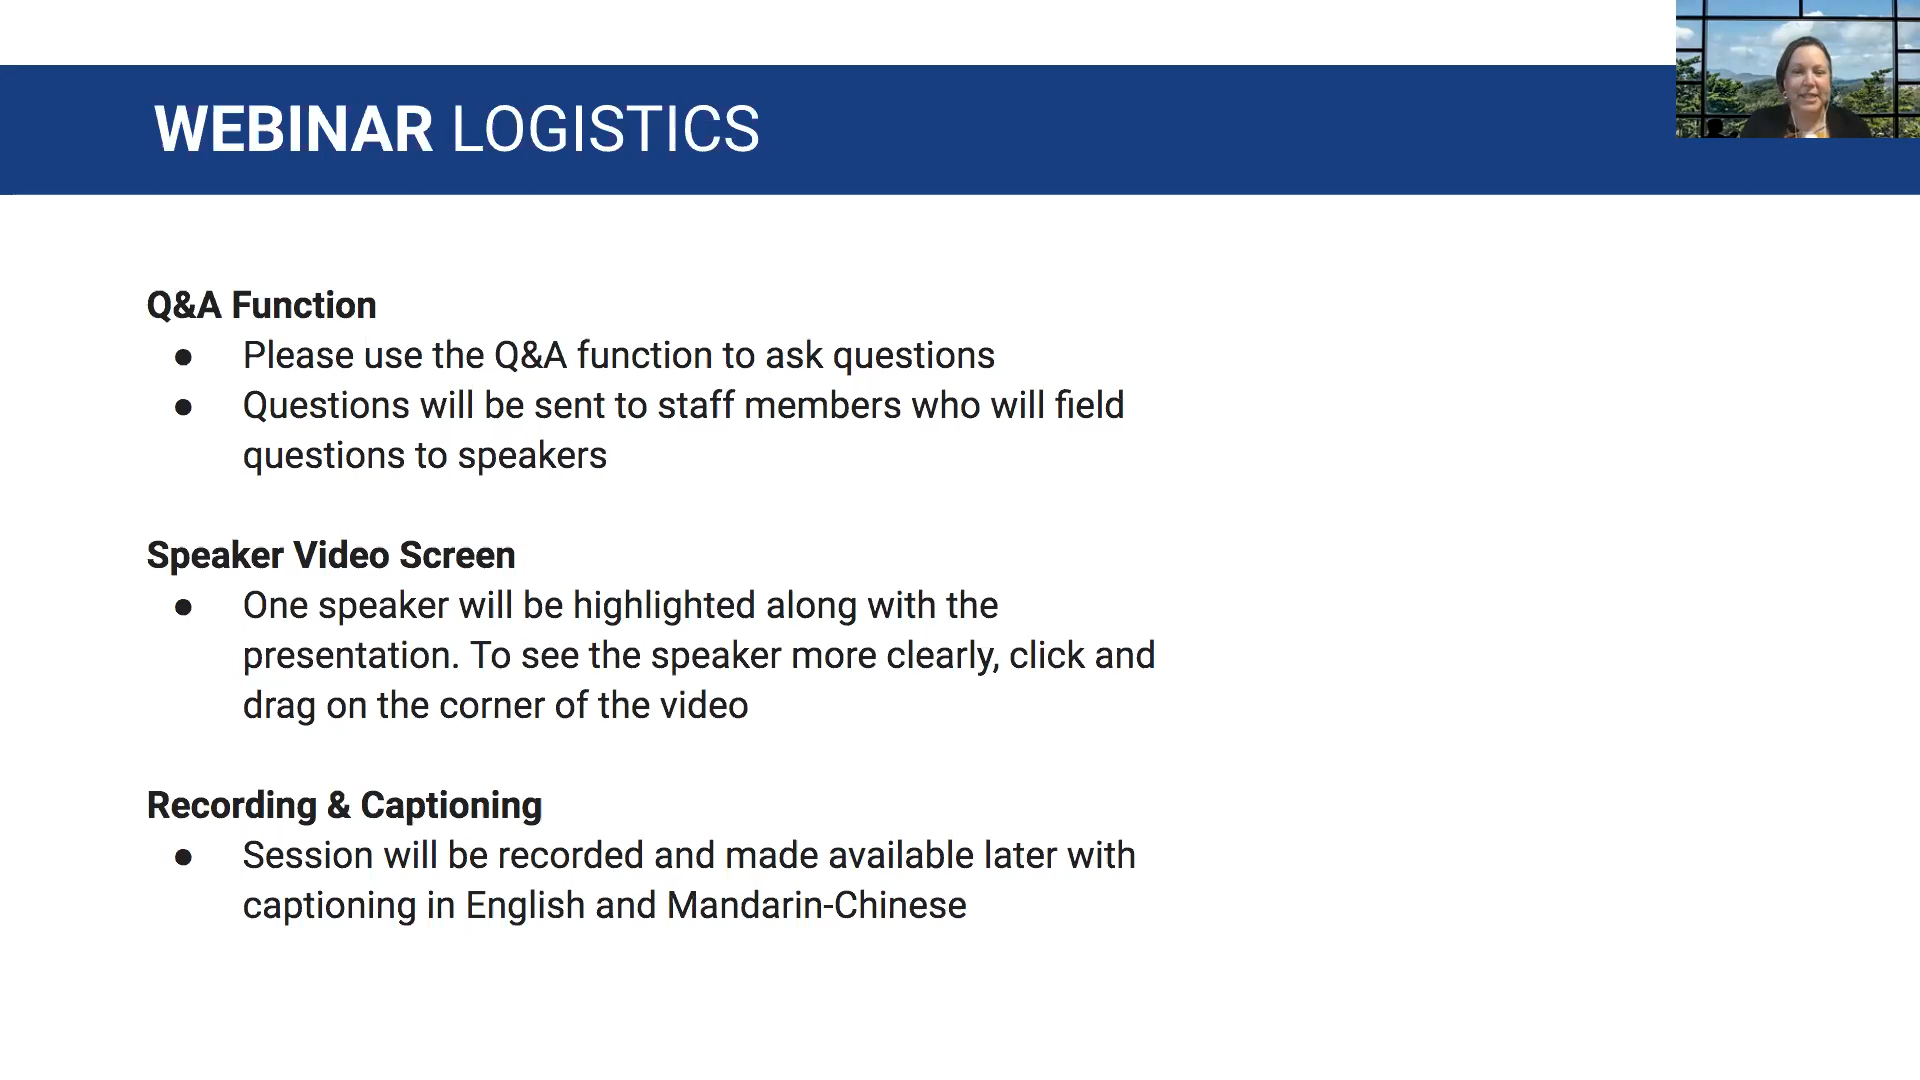 WEBINAR LOGISTICS
Q&A Function
● Please use the Q&A function to ask questions
● Questions will be sent to staff members who will field
questions to speakers
Speaker Video Screen
● One speaker will be highlighted along with the
presentation. To see the speaker more clearly, click and
drag on the corner of the video
Recording & Captioning
● Session will be recorded and made available later with
captioning in English and Mandarin-Chinese